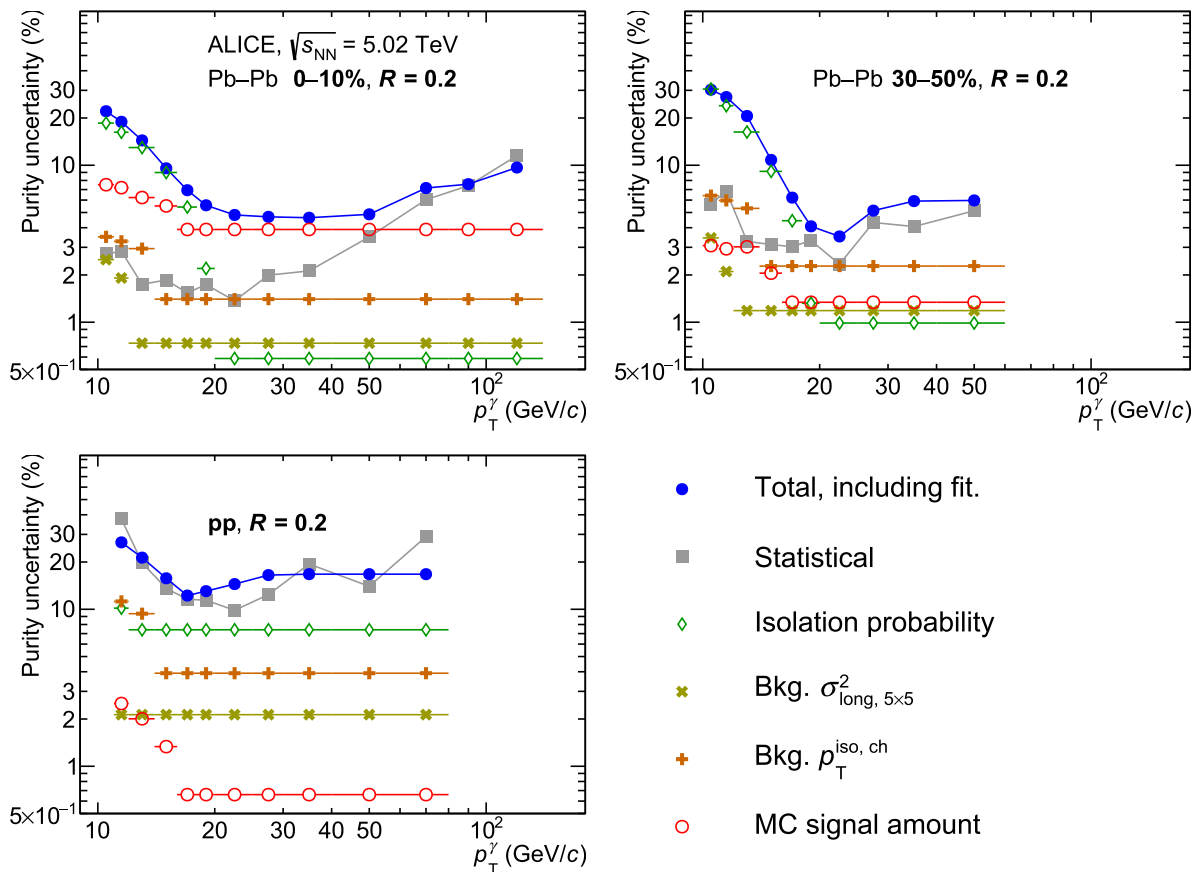 Purity uncertainty (%)
ALICE, √s_NN = 5.02 TeV
Pb–Pb 0–10%, R = 0.2
30
20
10
3
2
1
5×10⁻¹
10 20 30 40 50 10²
p_T^γ (GeV/c)
Purity uncertainty (%)
Pb–Pb 30–50%, R = 0.2
30
20
10
3
2
1
5×10⁻¹
10 20 30 40 50 10²
p_T^γ (GeV/c)
Purity uncertainty (%)
pp, R = 0.2
30
20
10
3
2
1
5×10⁻¹
10 20 30 40 50 10²
p_T^γ (GeV/c)
Total, including fit.
Statistical
Isolation probability
Bkg. σ²_long, 5×5
Bkg. p_T^iso, ch
MC signal amount